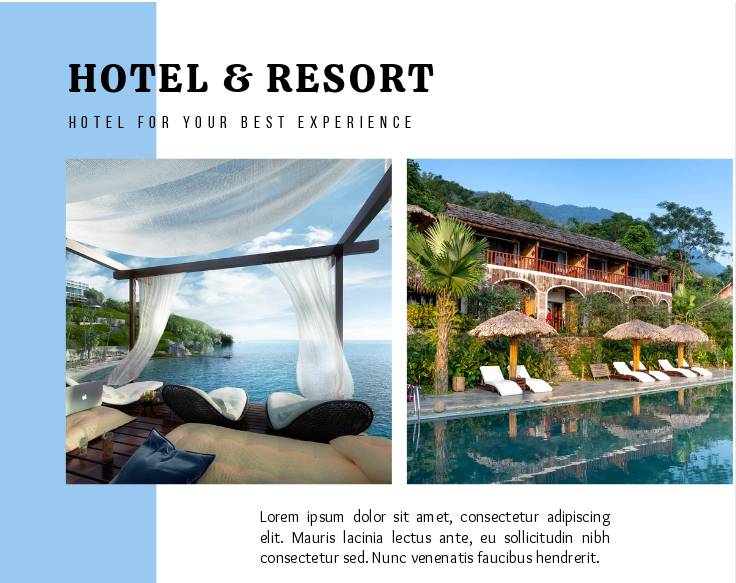 HOTEL & RESORT
HOTEL FOR YOUR BEST EXPERIENCE
Lorem ipsum dolor sit amet, consectetur adipiscing
elit. Mauris lacinia lectus ante, eu sollicitudin nibh
consectetur sed. Nunc venenatis faucibus hendrerit.